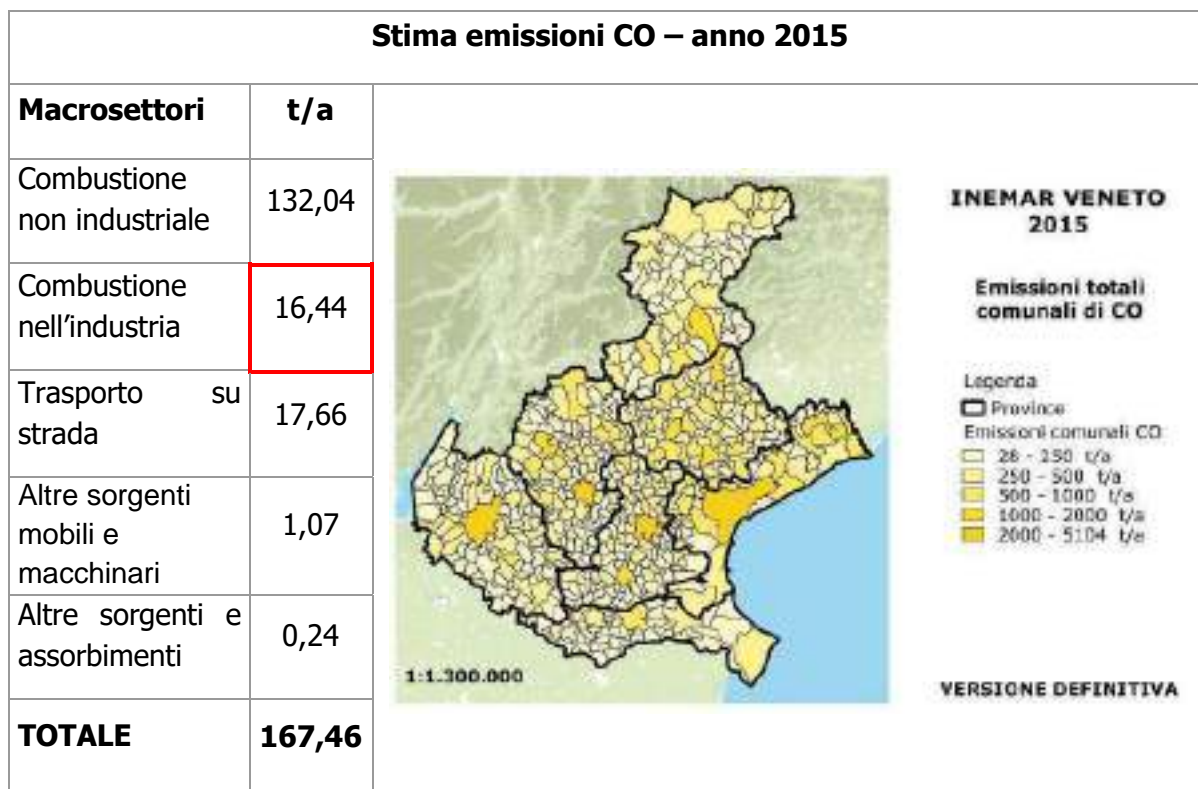 Stima emissioni CO – anno 2015
Macrosettori
t/a
Combustione
non industriale
132,04
Combustione
nell’industria
16,44
Trasporto su
strada
17,66
Altre sorgenti
mobili e
macchinari
1,07
Altre sorgenti e
assorbimenti
0,24
TOTALE
167,46
1:1.300.000
INEMAR VENETO
2015
Emissioni totali
comunali di CO
Legenda
Province
Emissioni comunali CO
250 - 500 t/a
500 - 1000 t/a
1000 - 2000 t/a
2000 - 5104 t/a
VERSIONE DEFINITIVA